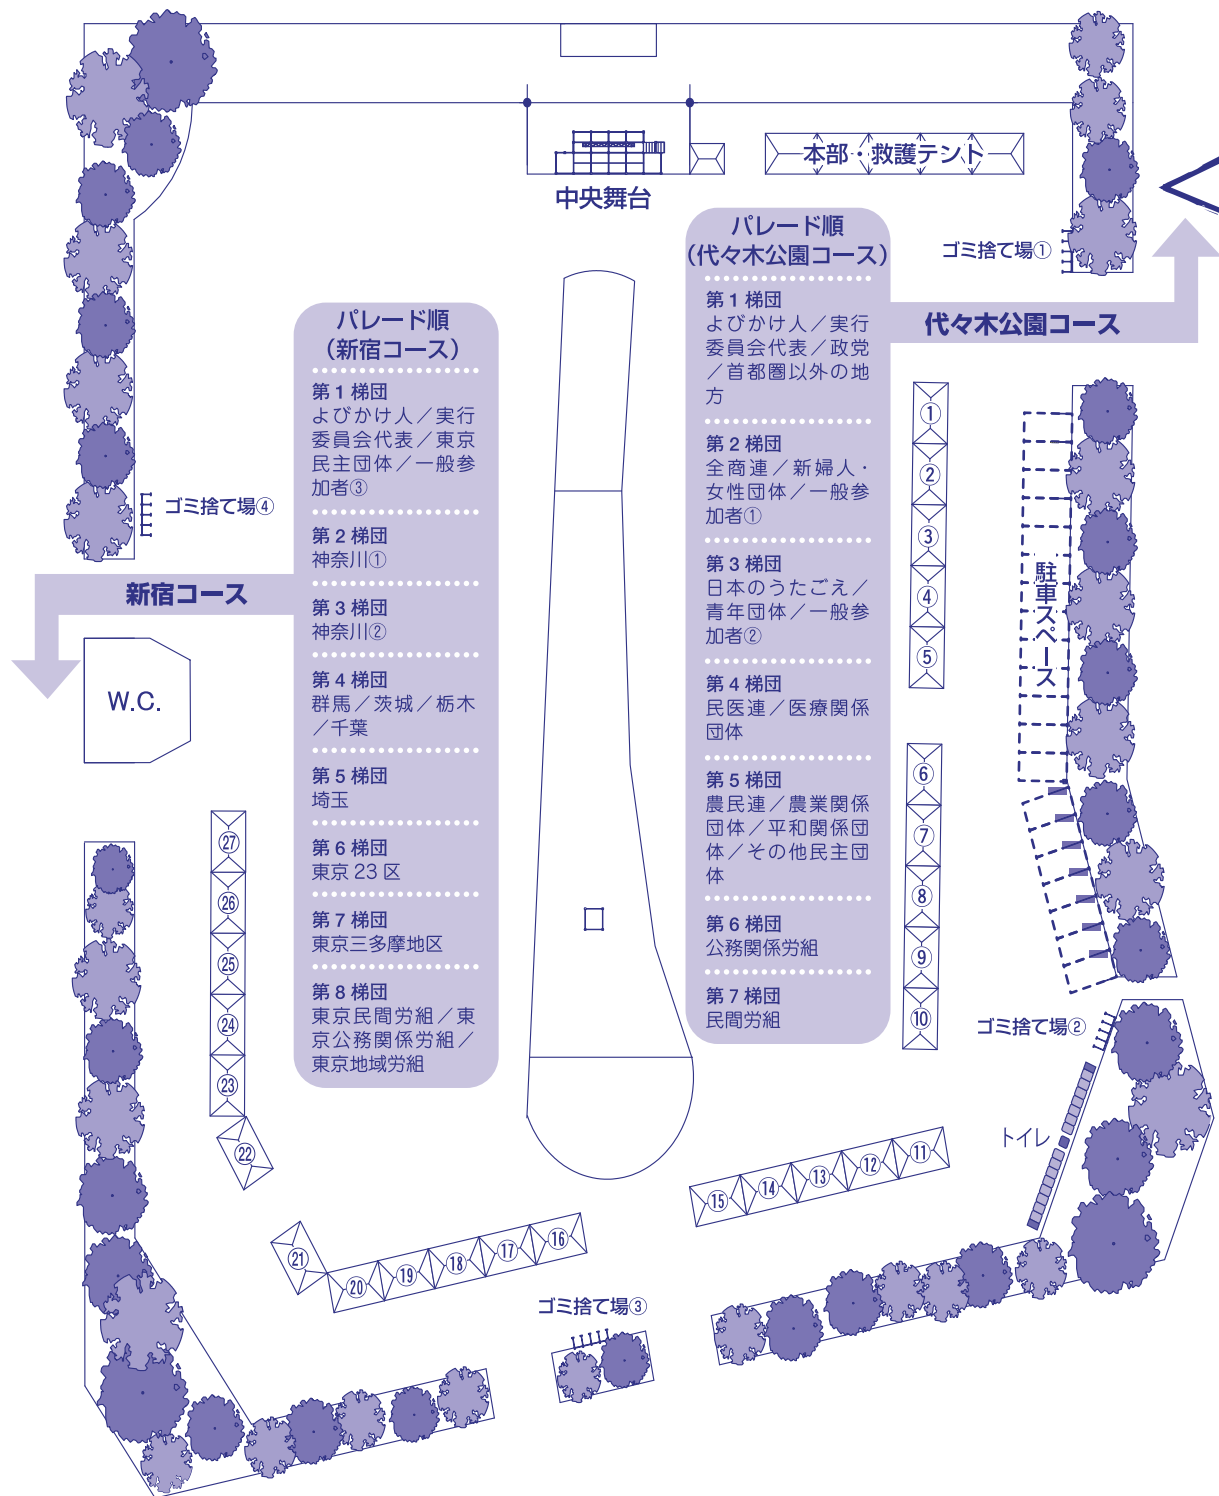 本部・救護テント
中央舞台
ゴミ捨て場①
代々木公園コース
パレード順
(代々木公園コース)
第1梯団
よびかけ人／実行
委員会代表／政党
／首都圏以外の地
方
第2梯団
全商連／新婦人・
女性団体／一般参
加者①
第3梯団
日本のうたごえ／
青年団体／一般参
加者②
第4梯団
民医連／医療関係
団体
第5梯団
農民連／農業関係
団体／平和関係団
体／その他民主団
体
第6梯団
公務関係労組
第7梯団
民間労組
パレード順
（新宿コース）
第1梯団
よびかけ人／実行
委員会代表／東京
民主団体／一般参
加者③
第2梯団
神奈川①
第3梯団
神奈川②
第4梯団
群馬／茨城／栃木
／千葉
第5梯団
埼玉
第6梯団
東京23区
第7梯団
東京三多摩地区
第8梯団
東京民間労組／東
京公務関係労組／
東京地域労組
ゴミ捨て場④
新宿コース
W.C.
①
②
③
④
⑤
駐車スペース
⑥
⑦
⑧
⑨
⑩
ゴミ捨て場②
トイレ
⑪
⑫
⑬
⑭
⑮
⑯
⑰
⑱
⑲
⑳
㉑
㉒
㉓
㉔
㉕
㉖
㉗
ゴミ捨て場③